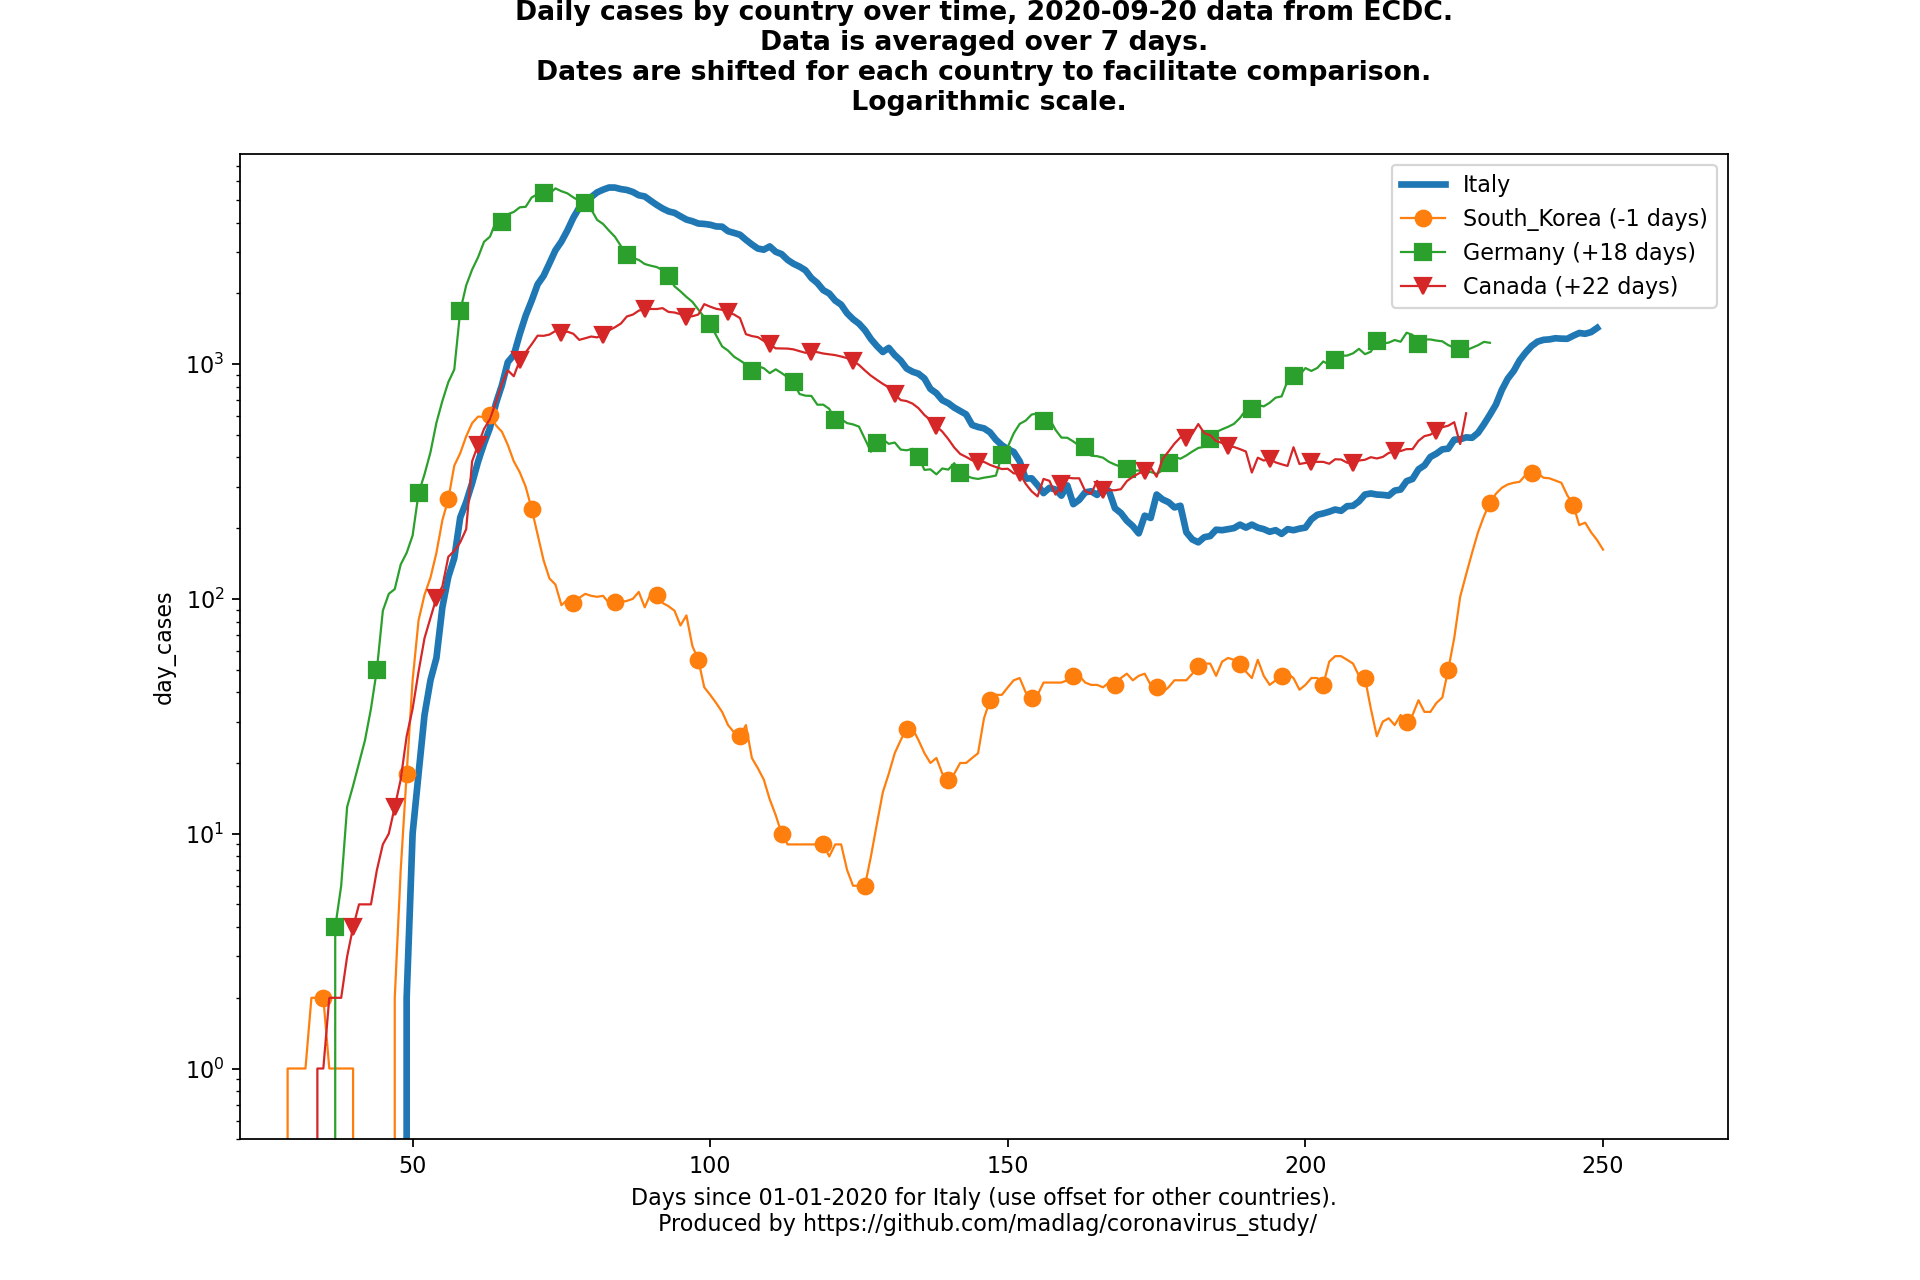 Daily cases by country over time, 2020-09-20 data from ECDC.
Data is averaged over 7 days.
Dates are shifted for each country to facilitate comparison.
Logarithmic scale.
Italy
South_Korea (-1 days)
Germany (+18 days)
Canada (+22 days)
10³
10²
10¹
10⁰
day_cases
50 100 150 200 250
Days since 01-01-2020 for Italy (use offset for other countries).
Produced by https://github.com/madlag/coronavirus_study/